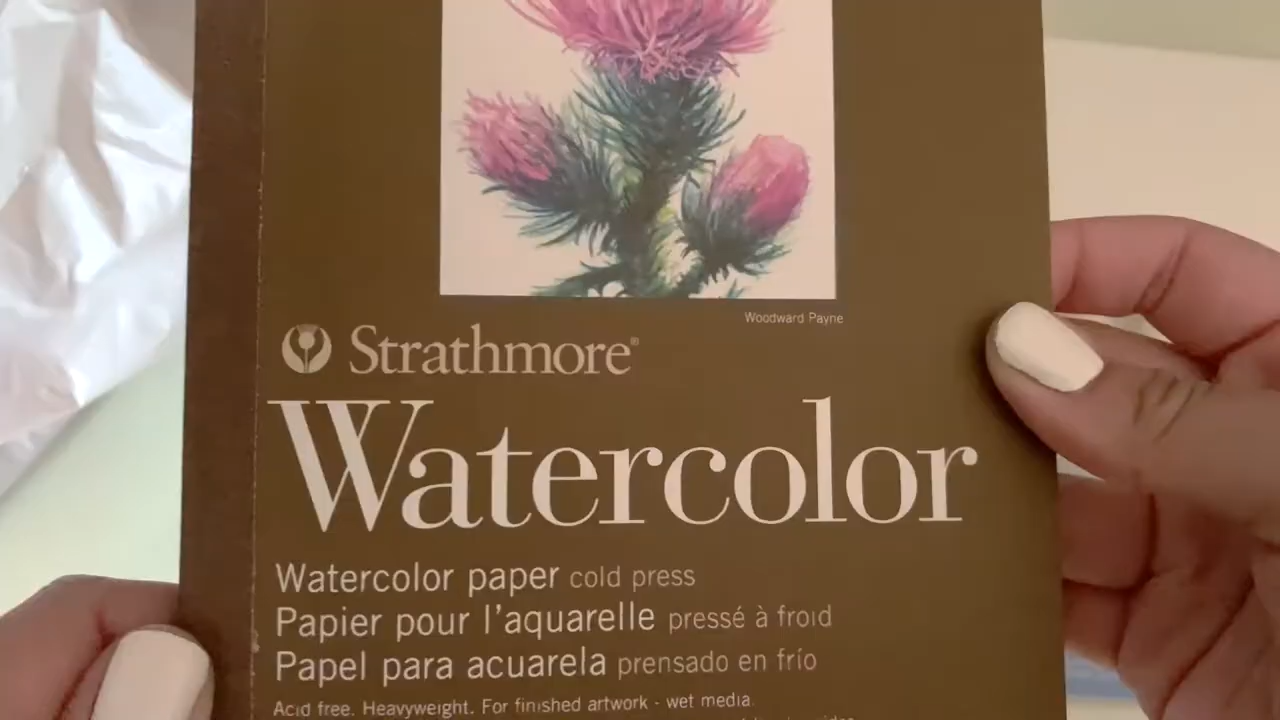 Woodward Payne
Strathmore®
Watercolor
Watercolor paper cold press
Papier pour l'aquarelle pressé à froid
Papel para acuarela prensado en frío
Acid free. Heavyweight. For finished artwork - wet media.